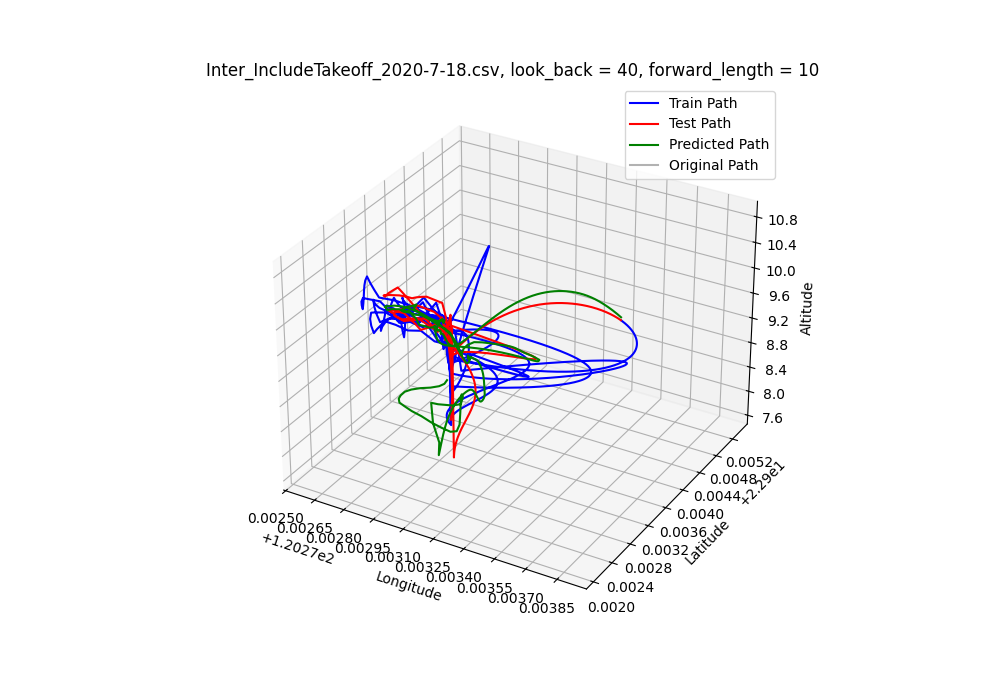 Inter_IncludeTakeoff_2020-7-18.csv, look_back = 40, forward_length = 10
Train Path
Test Path
Predicted Path
Original Path
10.8
10.4
10.0
9.6
9.2
8.8
8.4
8.0
7.6
Altitude
0.0052
0.0048
0.0044
0.0040
0.0036
0.0032
0.0028
0.0024
0.0020
+2.29e1
Latitude
0.00250
0.00265
0.00280
0.00295
0.00310
0.00325
0.00340
0.00355
0.00370
0.00385
+1.2027e2
Longitude